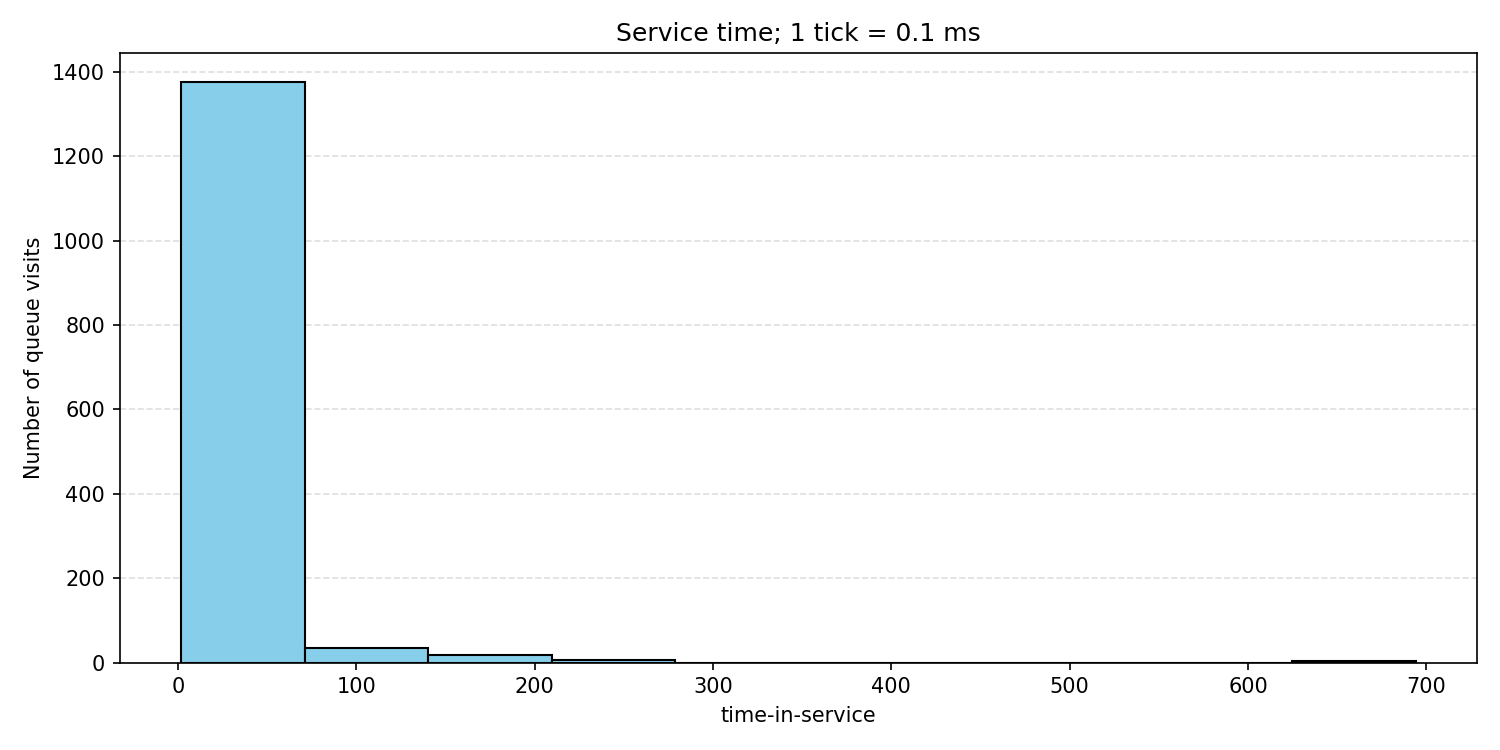 Service time; 1 tick = 0.1 ms
Number of queue visits
1400
1200
1000
800
600
400
200
0
0 100 200 300 400 500 600 700
time-in-service